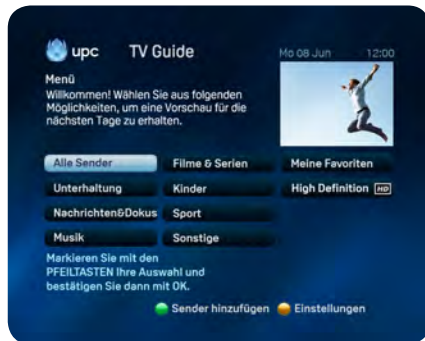 upc TV Guide Mo 08 Jun 12:00
Menü
Willkommen! Wählen Sie aus folgenden
Möglichkeiten, um eine Vorschau für die
nächsten Tage zu erhalten.
Alle Sender Filme & Serien Meine Favoriten
Unterhaltung Kinder High Definition HD
Nachrichten&Dokus Sport
Musik Sonstige
Markieren Sie mit den
PFEILTASTEN Ihre Auswahl und
bestätigen Sie dann mit OK.
Sender hinzufügen Einstellungen